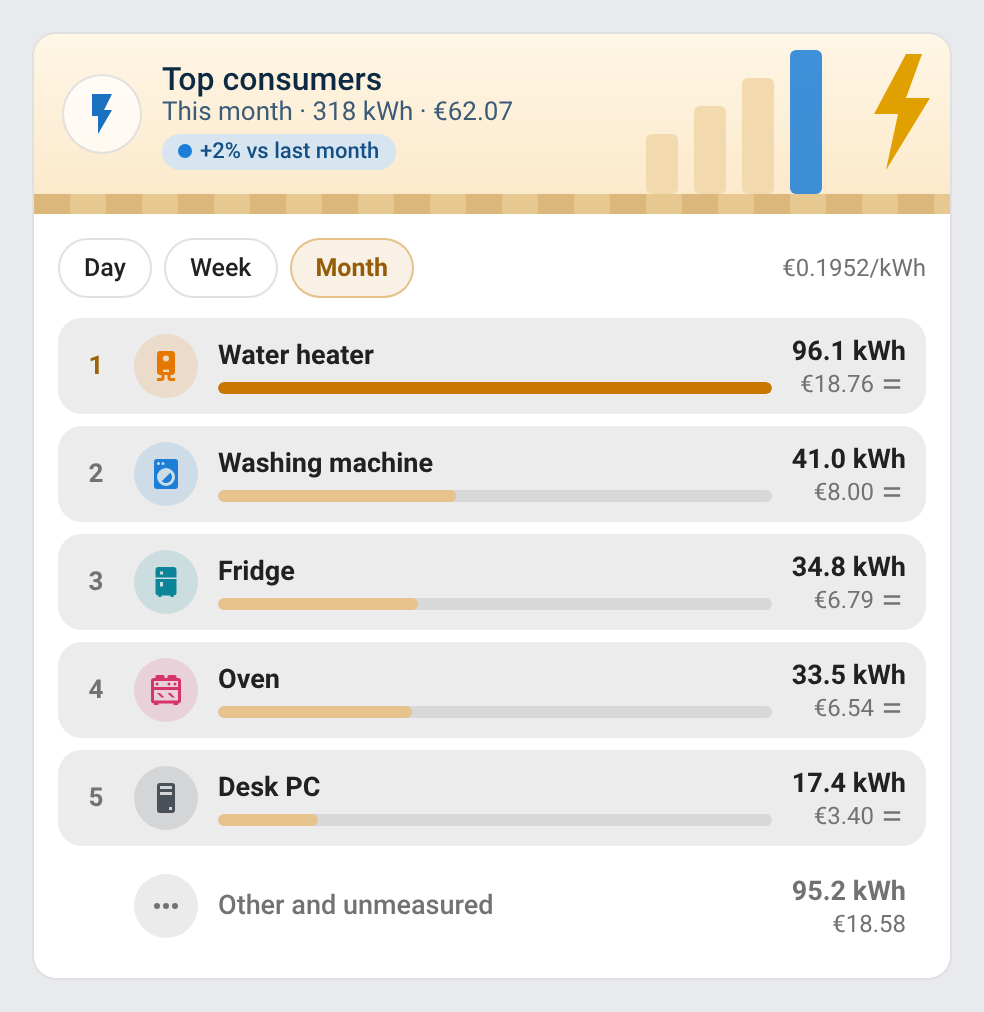 Top consumers
This month · 318 kWh · €62.07
+2% vs last month
Day
Week
Month
€0.1952/kWh
1
Water heater
96.1 kWh
€18.76 =
2
Washing machine
41.0 kWh
€8.00 =
3
Fridge
34.8 kWh
€6.79 =
4
Oven
33.5 kWh
€6.54 =
5
Desk PC
17.4 kWh
€3.40 =
Other and unmeasured
95.2 kWh
€18.58